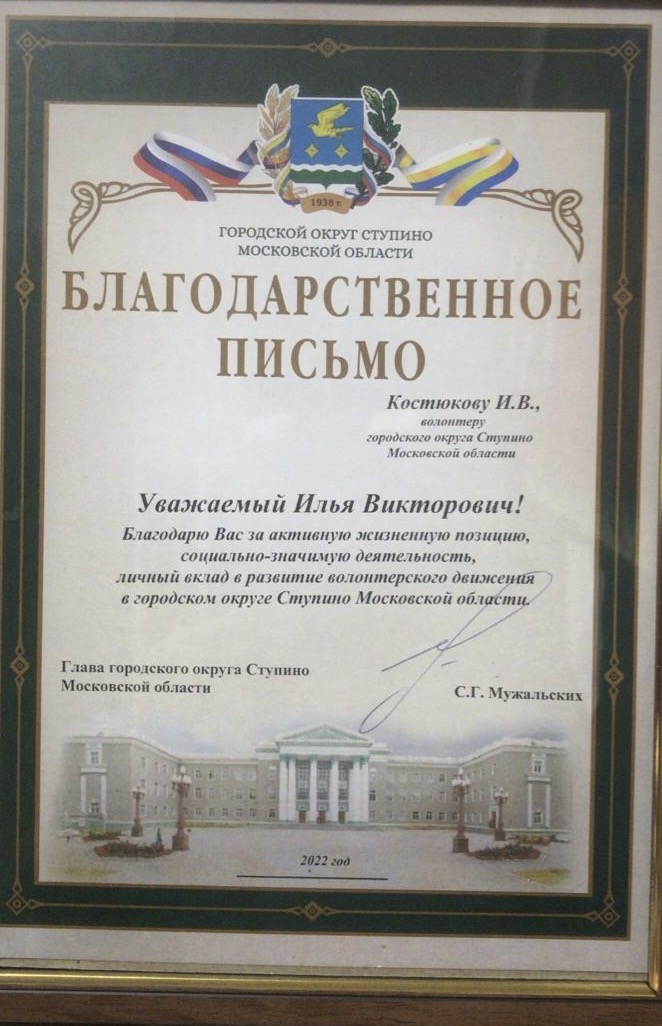 1938 г.
ГОРОДСКОЙ ОКРУГ СТУПИНО
МОСКОВСКОЙ ОБЛАСТИ
БЛАГОДАРСТВЕННОЕ
ПИСЬМО
Костюкову И.В.,
волонтеру
городского округа Ступино
Московской области
Уважаемый Илья Викторович!
Благодарю Вас за активную жизненную позицию,
социально-значимую деятельность,
личный вклад в развитие волонтерского движения
в городском округе Ступино Московской области.
Глава городского округа Ступино
Московской области
С.Г. Мужальских
2022 год